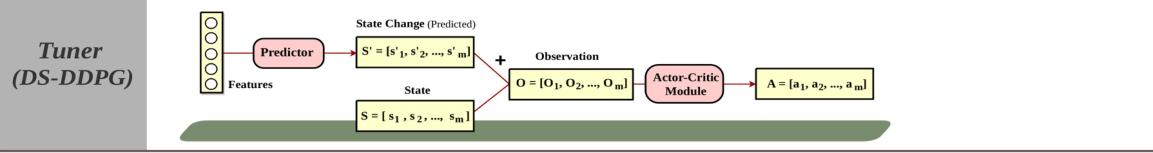 Tuner
(DS-DDPG)
Features
Predictor
State Change (Predicted)
S' = [s'1, s'2, ..., s'm]
State
S = [ s1 , s2 , ..., sm ]
+
Observation
O = [O1, O2, ..., Om]
Actor-Critic
Module
A = [a1, a2, ..., am]